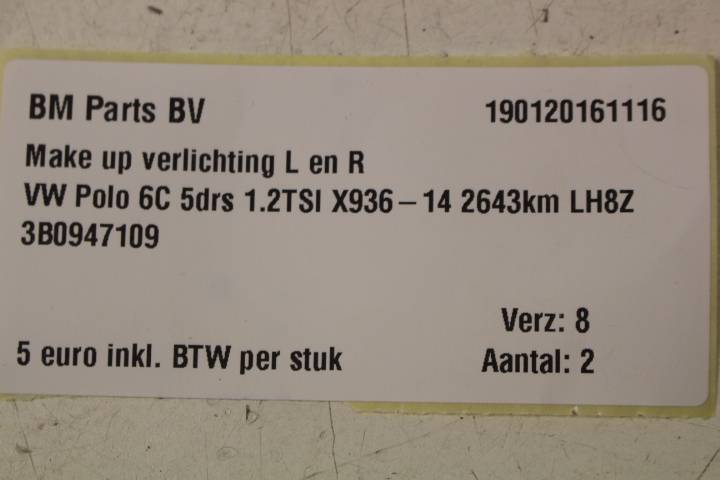 BM Parts BV 190120161116
Make up verlichting L en R
VW Polo 6C 5drs 1.2TSI X936-14 2643km LH8Z
3B0947109
Verz: 8
5 euro inkl. BTW per stuk Aantal: 2